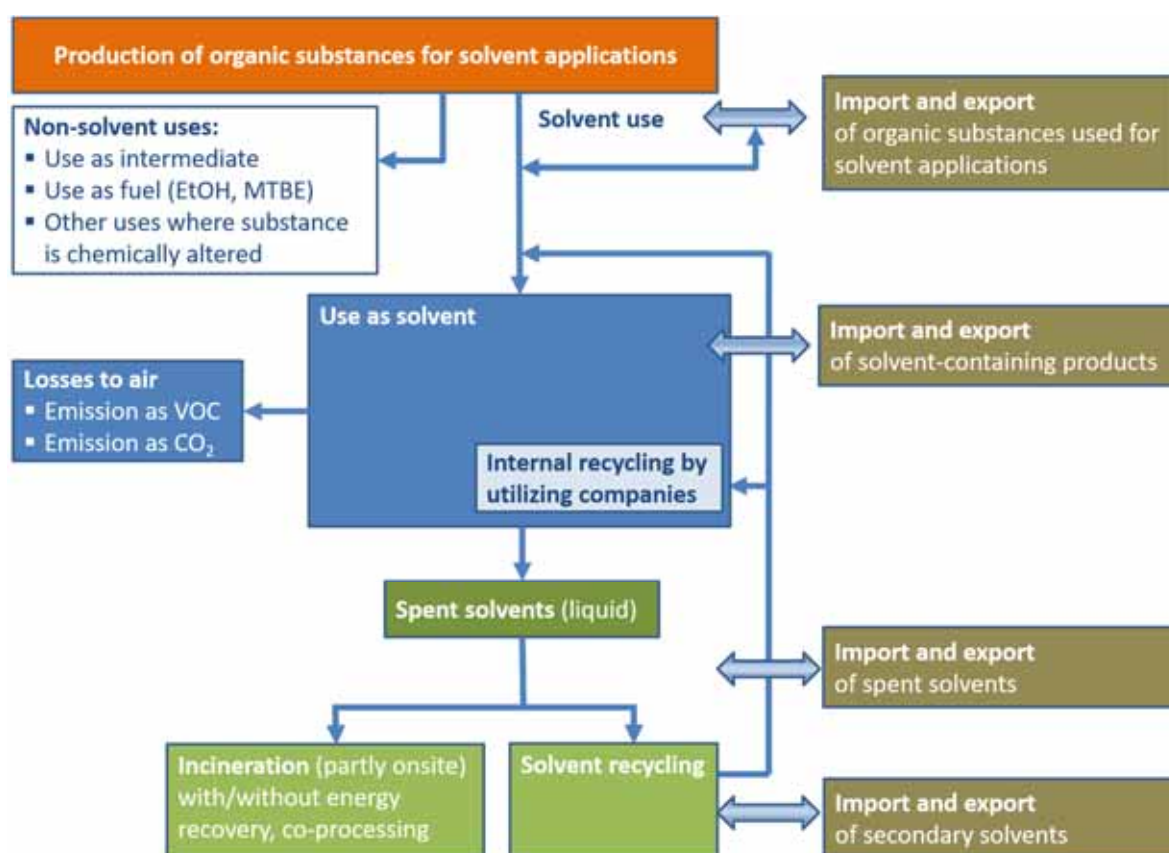 Production of organic substances for solvent applications
Non-solvent uses:
▪ Use as intermediate
▪ Use as fuel (EtOH, MTBE)
▪ Other uses where substance
is chemically altered
Solvent use
Import and export
of organic substances used for
solvent applications
Use as solvent
Import and export
of solvent-containing products
Losses to air
▪ Emission as VOC
▪ Emission as CO₂
Internal recycling by
utilizing companies
Spent solvents (liquid)
Import and export
of spent solvents
Incineration (partly onsite)
with/without energy
recovery, co-processing
Solvent recycling
Import and export
of secondary solvents